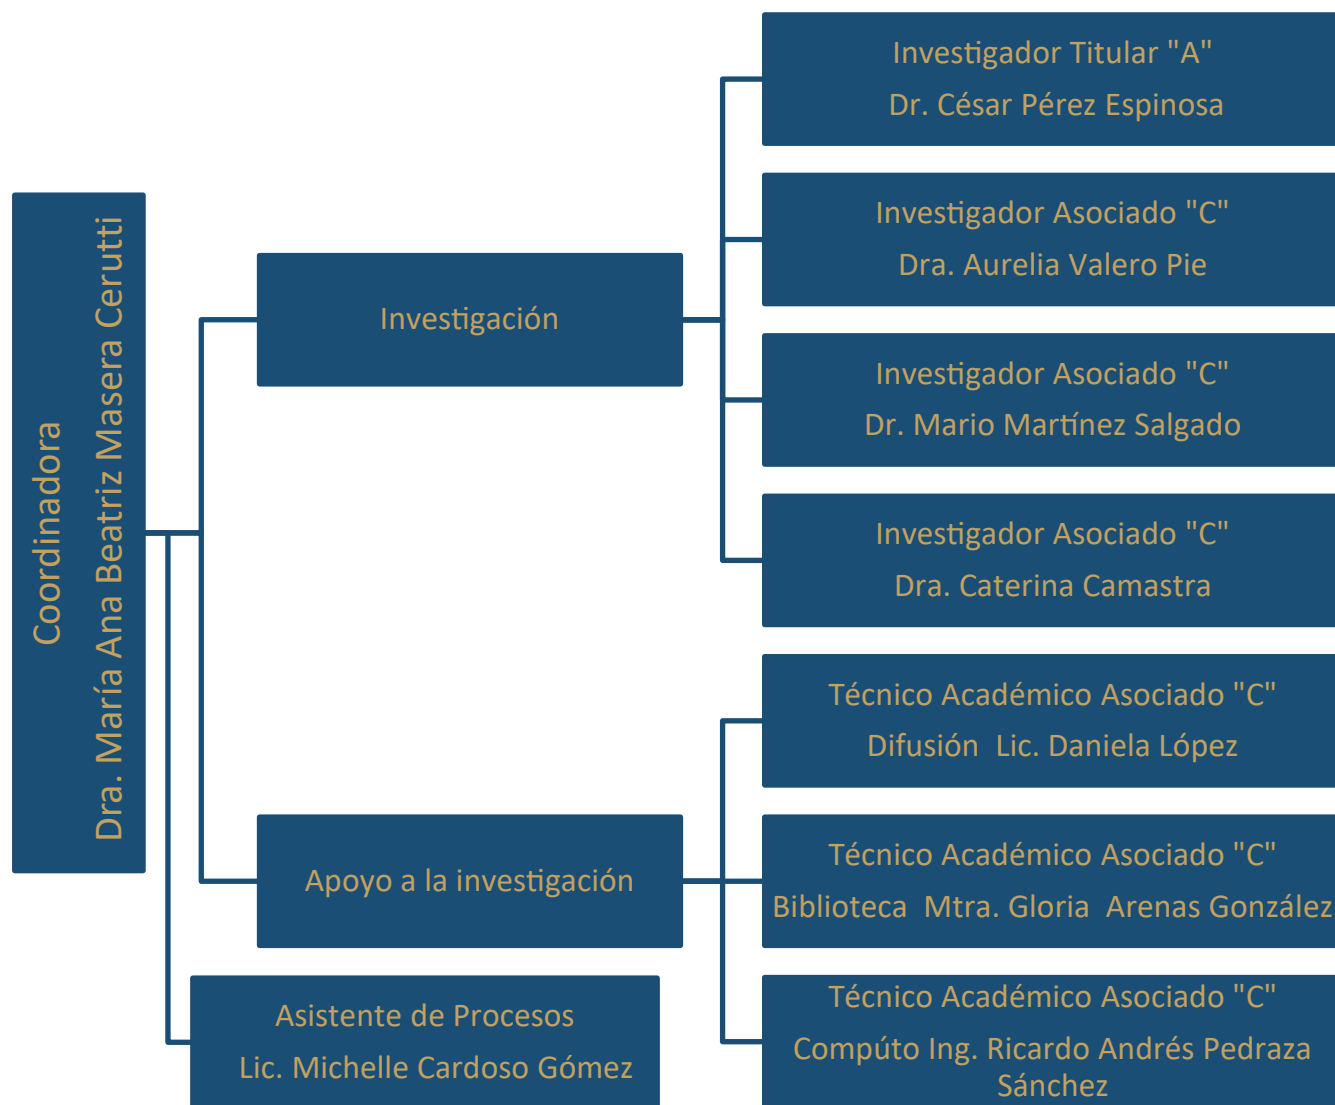 Coordinadora
Dra. María Ana Beatriz Masera Cerutti
Investigación
Investigador Titular "A"
Dr. César Pérez Espinosa
Investigador Asociado "C"
Dra. Aurelia Valero Pie
Investigador Asociado "C"
Dr. Mario Martínez Salgado
Investigador Asociado "C"
Dra. Caterina Camastra
Apoyo a la investigación
Técnico Académico Asociado "C"
Difusión Lic. Daniela López
Técnico Académico Asociado "C"
Biblioteca Mtra. Gloria Arenas González
Técnico Académico Asociado "C"
Compúto Ing. Ricardo Andrés Pedraza
Sánchez
Asistente de Procesos
Lic. Michelle Cardoso Gómez